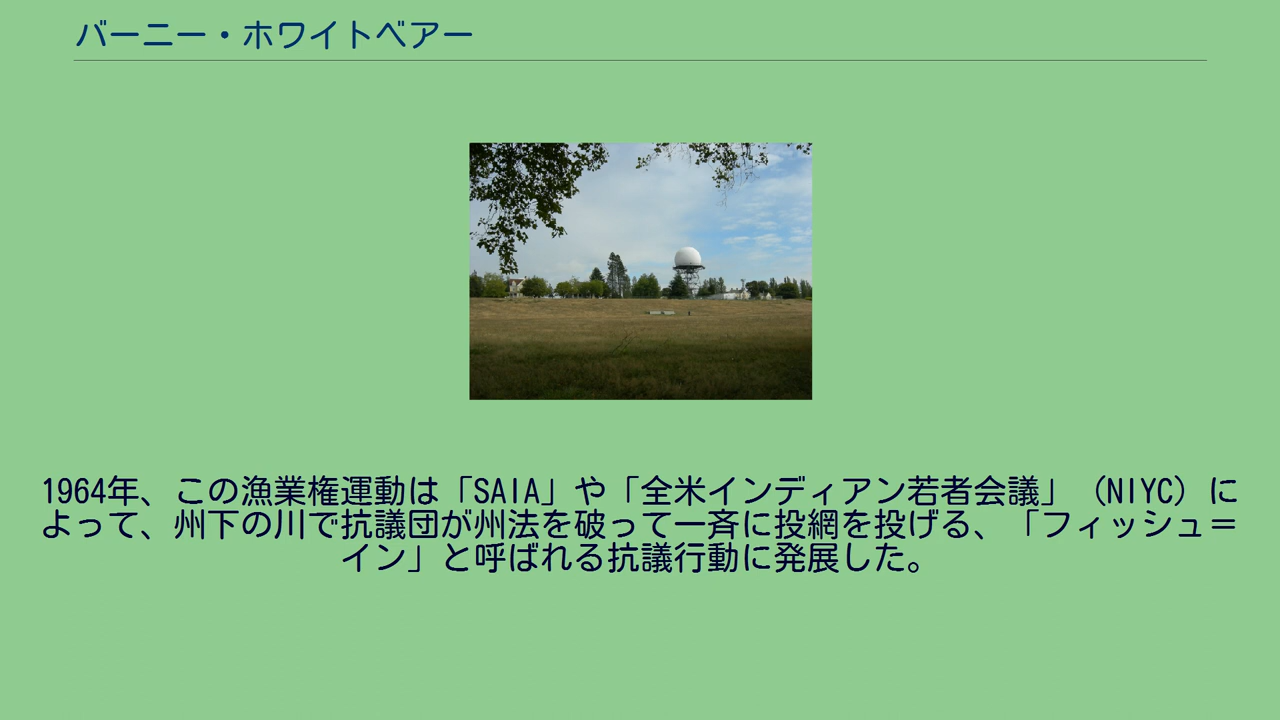 バーニー・ホワイトベアー
1964年、この漁業権運動は「SAIA」や「全米インディアン若者会議」（NIYC）に
よって、州下の川で抗議団が州法を破って一斉に投網を投げる、「フィッシュ＝
イン」と呼ばれる抗議行動に発展した。